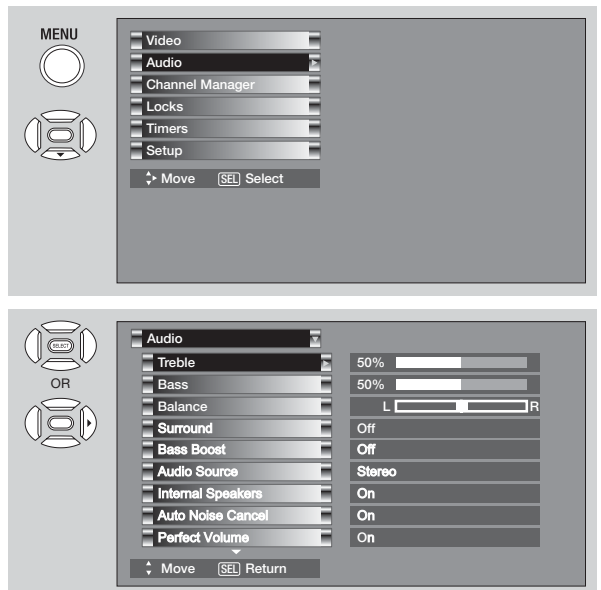 MENU
Video
Audio
Channel Manager
Locks
Timers
Setup
Move SEL Select
SELECT
OR
Audio
Treble 50%
Bass 50%
Balance L R
Surround Off
Bass Boost Off
Audio Source Stereo
Internal Speakers On
Auto Noise Cancel On
Perfect Volume On
Move SEL Return